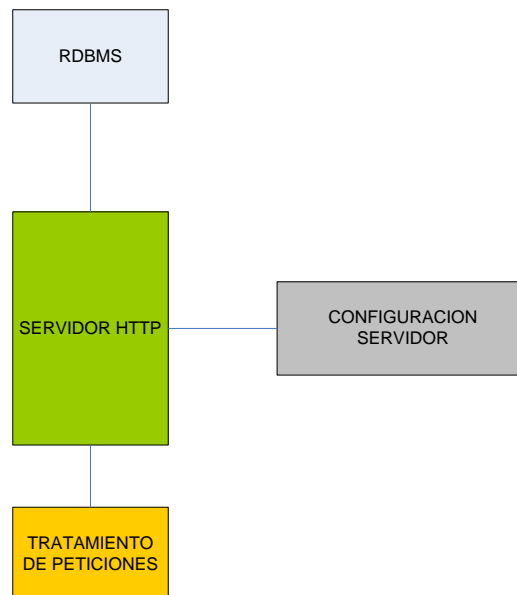 RDBMS
SERVIDOR HTTP
CONFIGURACION
SERVIDOR
TRATAMIENTO
DE PETICIONES